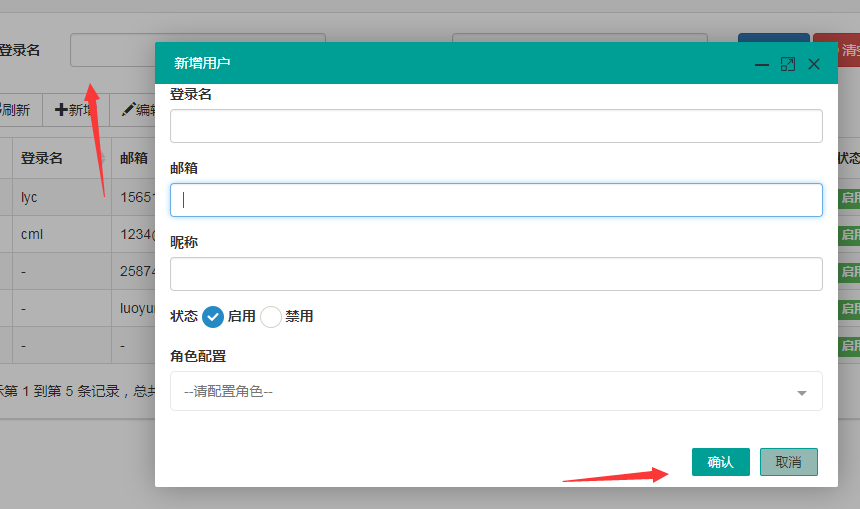 登录名
清空
新增用户
刷新 新增 编辑
登录名
登录名 邮箱 状态
邮箱
lyc 1565 启用
cml 1234@ 启用
昵称
- 2587 启用
- luoyu 启用
状态 启用 禁用
- - 启用
角色配置
示第 1 到第 5 条记录，总共
--请配置角色--
确认 取消